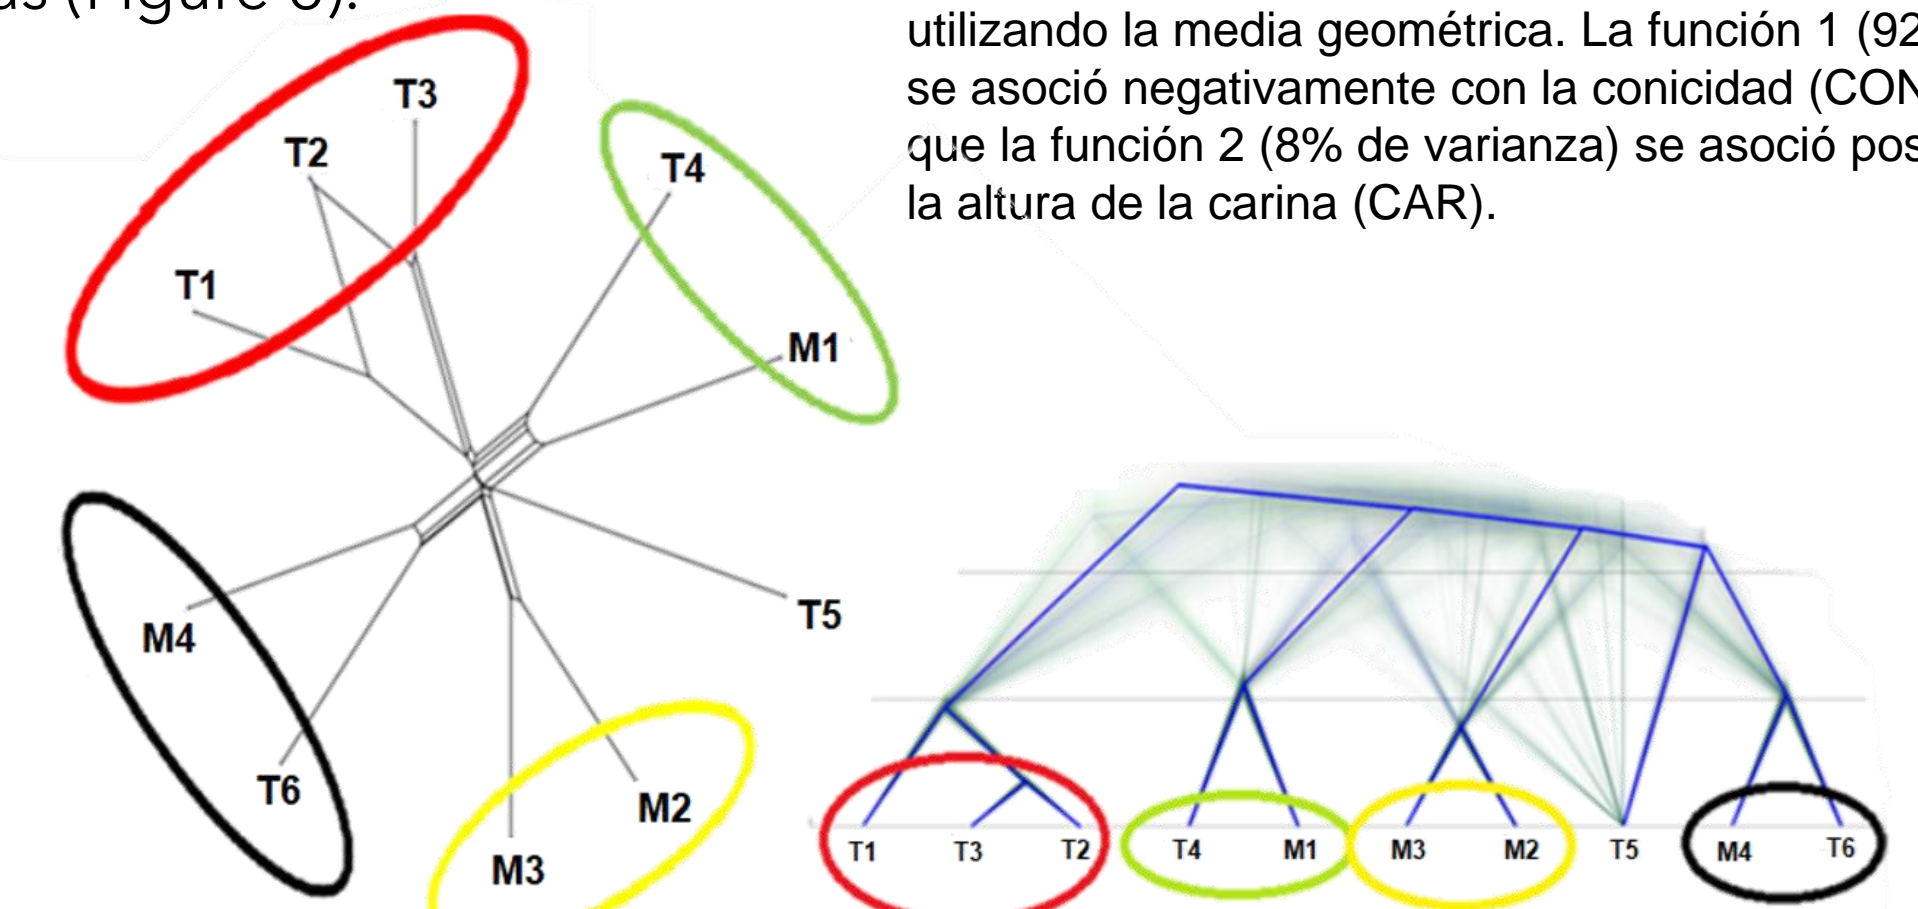 (Figure 6).
utilizando la media geométrica. La función 1 (92
se asoció negativamente con la conicidad (CON
que la función 2 (8% de varianza) se asoció pos
la altura de la carina (CAR).
T3
T2
T4
T1
M1
T5
M4
T6
M2
M3
T1 T3 T2 T4 M1 M3 M2 T5 M4 T6